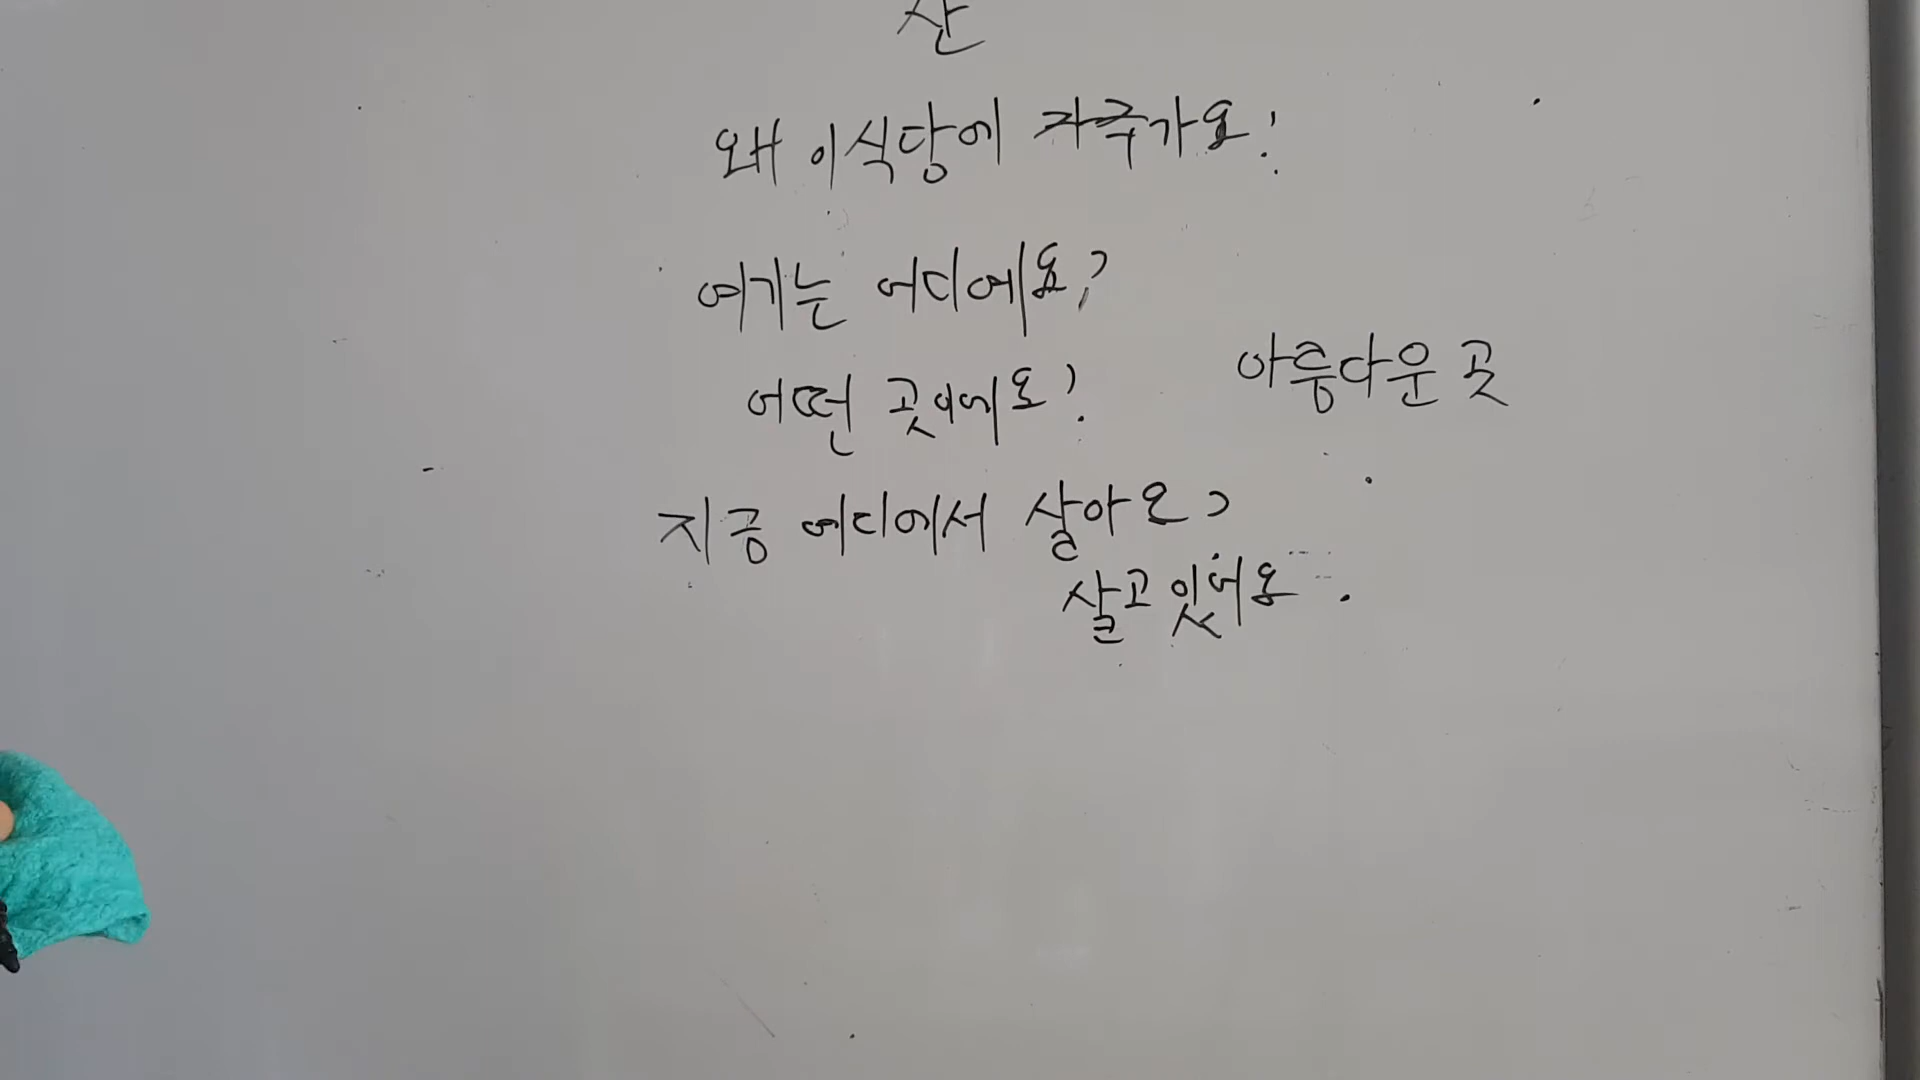 산
왜 이 식당에 자주 가요?
여기는 어디에요?
어떤 곳이에요?
아름다운 곳
지금 어디에서 살아요?
살고 있어요.